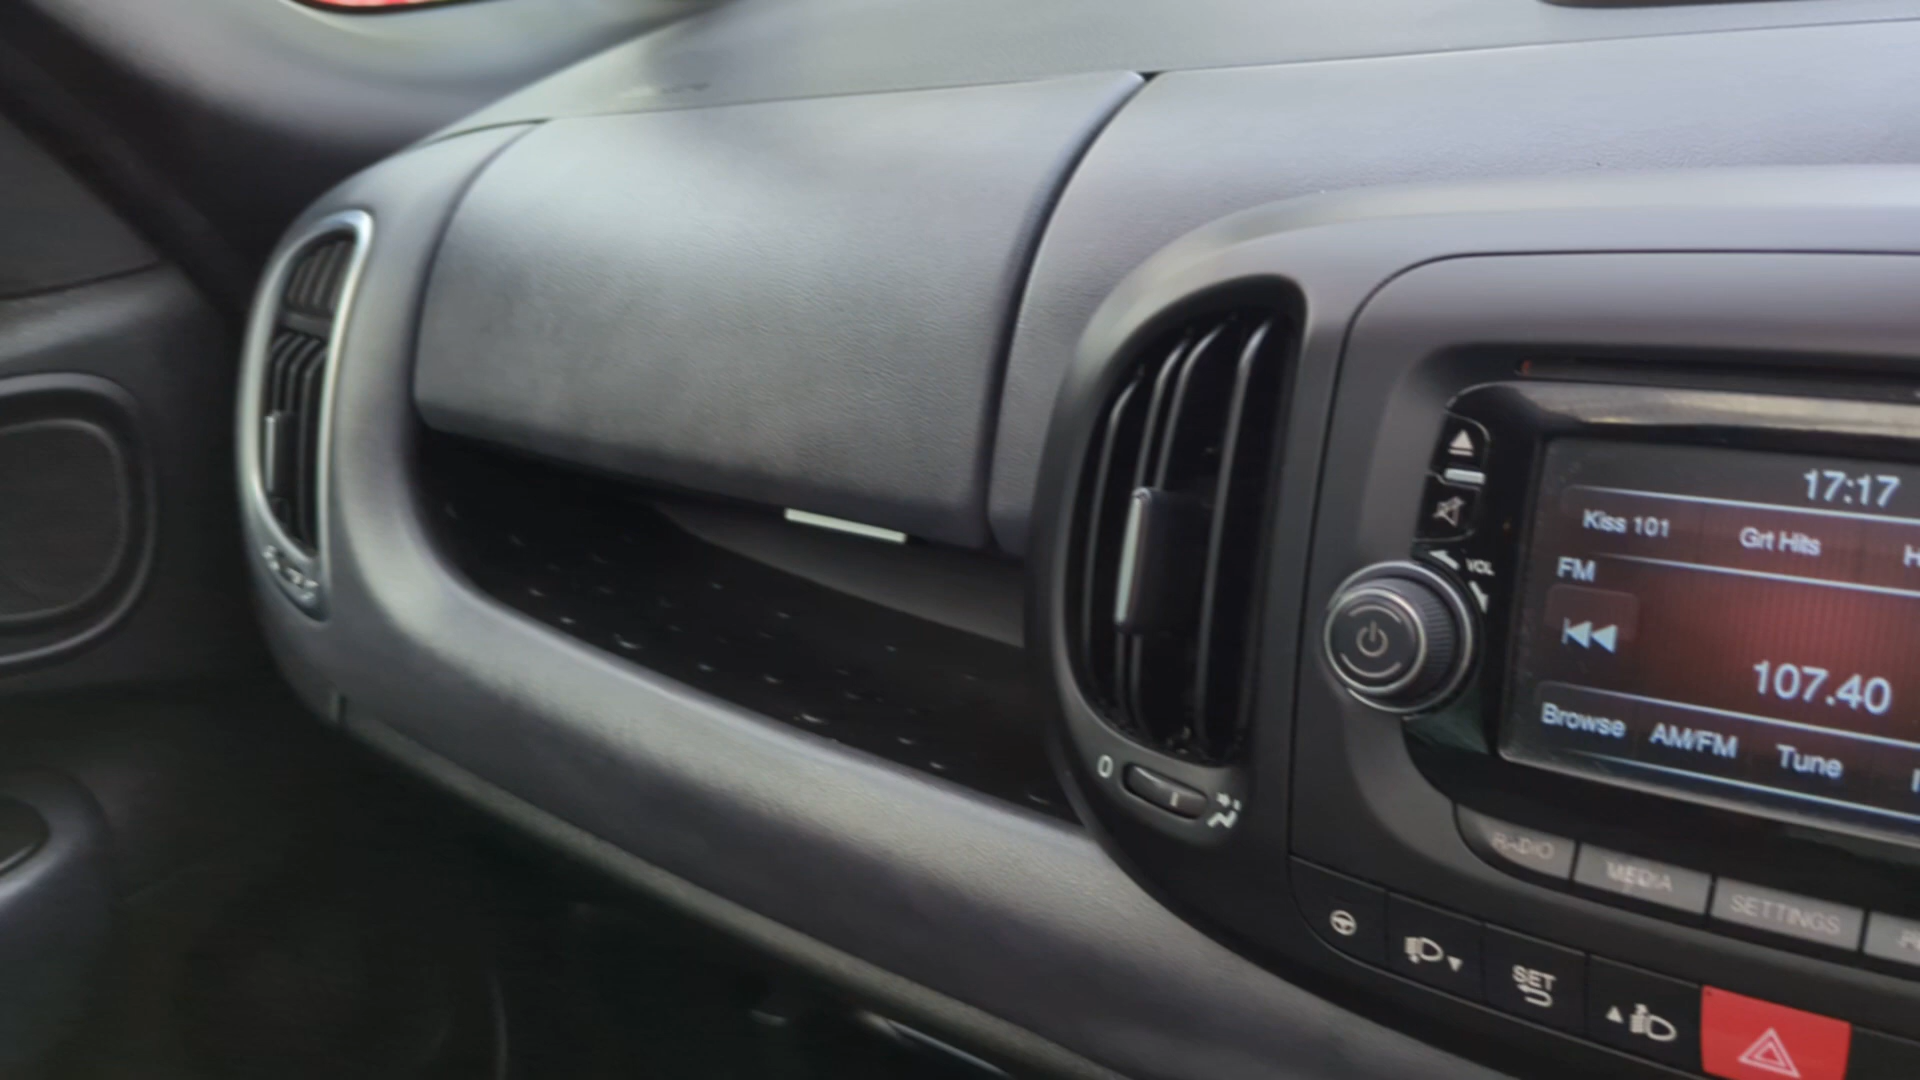 17:17
Kiss 101 Grt Hits H
FM
VOL
107.40
Browse AM/FM Tune
0
RADIO MEDIA SETTINGS
SET